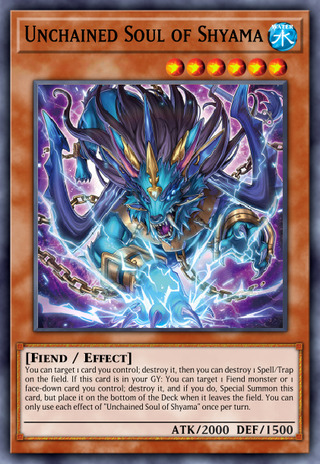 Unchained Soul of Shyama
WATER
水
[Fiend / Effect]
You can target 1 card you control; destroy it, then you can destroy 1 Spell/Trap
on the field. If this card is in your GY: You can target 1 Fiend monster or 1
face-down card you control; destroy it, and if you do, Special Summon this
card, but place it on the bottom of the Deck when it leaves the field. You can
only use each effect of "Unchained Soul of Shyama" once per turn.
ATK/2000 DEF/1500